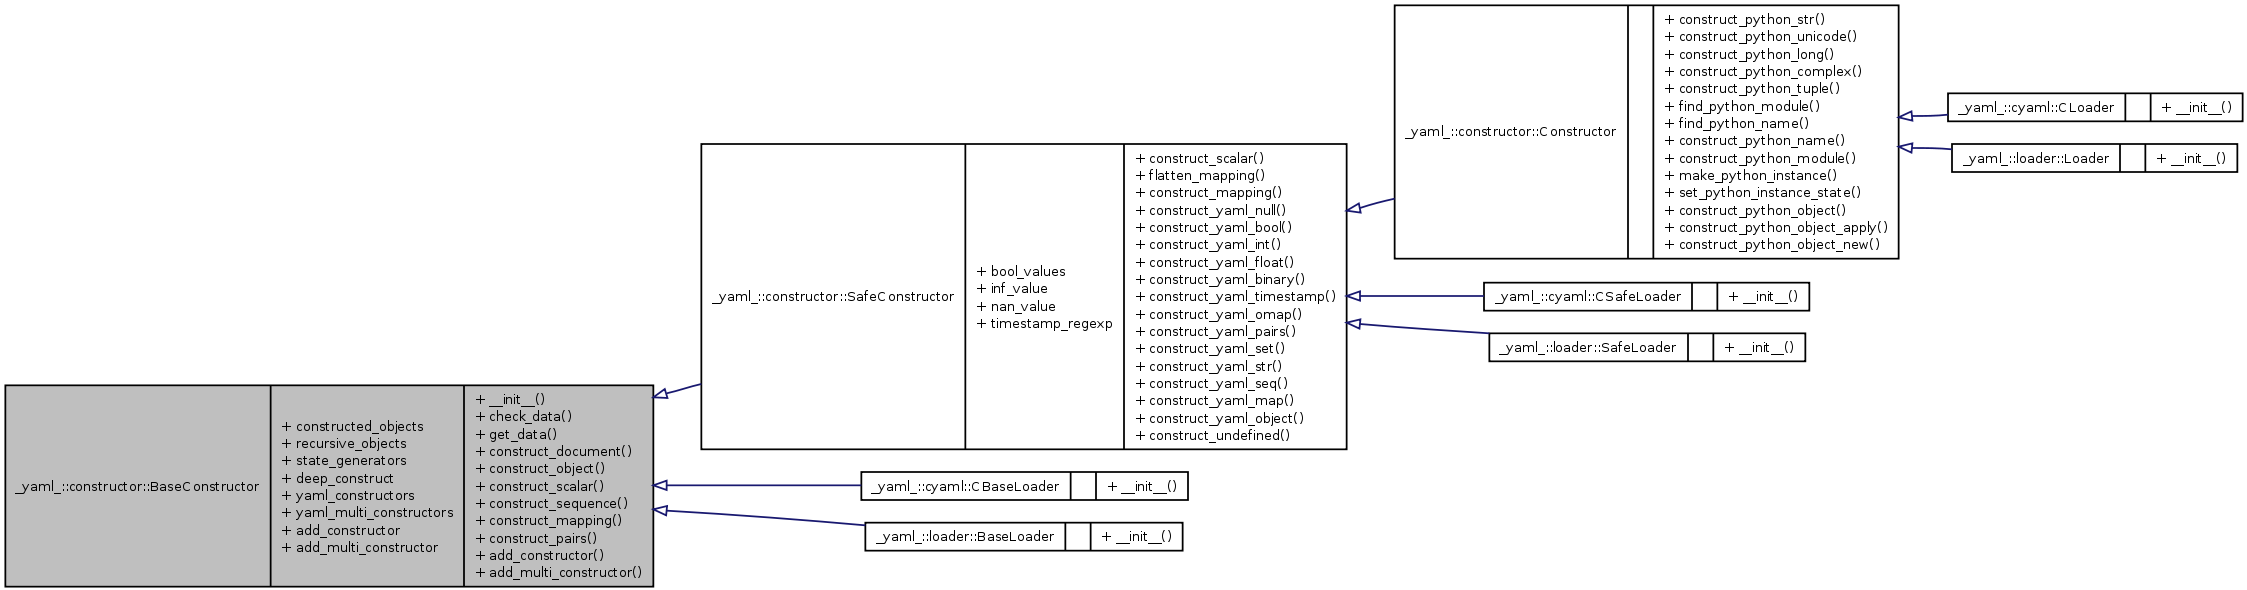 _yaml_::constructor::BaseConstructor
+ constructed_objects
+ recursive_objects
+ state_generators
+ deep_construct
+ yaml_constructors
+ yaml_multi_constructors
+ add_constructor
+ add_multi_constructor
+ __init__()
+ check_data()
+ get_data()
+ construct_document()
+ construct_object()
+ construct_scalar()
+ construct_sequence()
+ construct_mapping()
+ construct_pairs()
+ add_constructor()
+ add_multi_constructor()
_yaml_::constructor::SafeConstructor
+ bool_values
+ inf_value
+ nan_value
+ timestamp_regexp
+ construct_scalar()
+ flatten_mapping()
+ construct_mapping()
+ construct_yaml_null()
+ construct_yaml_bool()
+ construct_yaml_int()
+ construct_yaml_float()
+ construct_yaml_binary()
+ construct_yaml_timestamp()
+ construct_yaml_omap()
+ construct_yaml_pairs()
+ construct_yaml_set()
+ construct_yaml_str()
+ construct_yaml_seq()
+ construct_yaml_map()
+ construct_yaml_object()
+ construct_undefined()
_yaml_::cyaml::CBaseLoader
+ __init__()
_yaml_::loader::BaseLoader
+ __init__()
_yaml_::constructor::Constructor
+ construct_python_str()
+ construct_python_unicode()
+ construct_python_long()
+ construct_python_complex()
+ construct_python_tuple()
+ find_python_module()
+ find_python_name()
+ construct_python_name()
+ construct_python_module()
+ make_python_instance()
+ set_python_instance_state()
+ construct_python_object()
+ construct_python_object_apply()
+ construct_python_object_new()
_yaml_::cyaml::CSafeLoader
+ __init__()
_yaml_::loader::SafeLoader
+ __init__()
_yaml_::cyaml::CLoader
+ __init__()
_yaml_::loader::Loader
+ __init__()